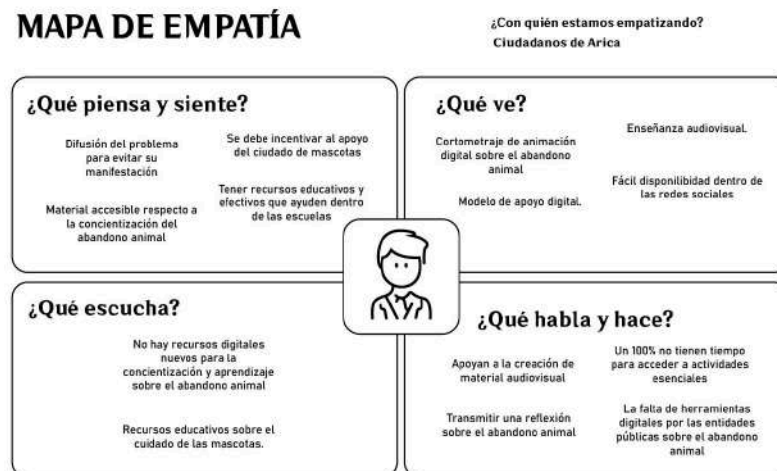 MAPA DE EMPATÍA
¿Con quién estamos empatizando?
Ciudadanos de Arica
¿Qué piensa y siente?
Difusión del problema
para evitar su
manifestación
Se debe incentivar al apoyo
del ciudado de mascotas
Material accesible respecto a
la concientización del
abandono animal
Tener recursos educativos y
efectivos que ayuden dentro
de las escuelas
¿Qué ve?
Cortometraje de animación
digital sobre el abandono
animal
Enseñanza audiovisual.
Modelo de apoyo digital.
Fácil disponilibidad dentro de
las redes sociales
¿Qué escucha?
No hay recursos digitales
nuevos para la
concientización y aprendizaje
sobre el abandono animal
Recursos educativos sobre el
cuidado de las mascotas.
¿Qué habla y hace?
Apoyan a la creación de
material audiovisual
Un 100% no tienen tiempo
para acceder a actividades
esenciales
Transmitir una reflexión
sobre el abandono animal
La falta de herramientas
digitales por las entidades
públicas sobre el abandono
animal